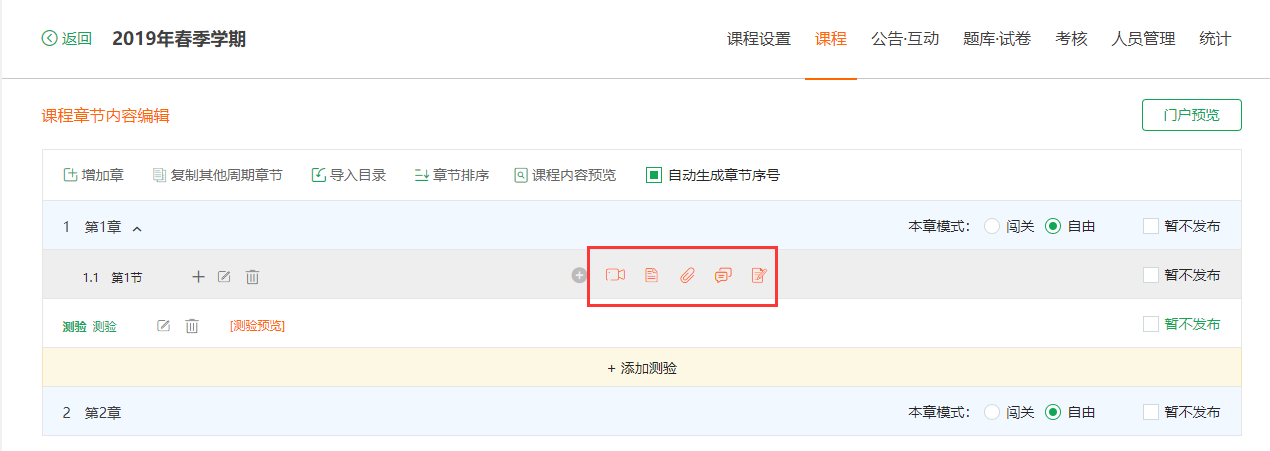 返回 2019年春季学期 课程设置 课程 公告·互动 题库·试卷 考核 人员管理 统计
课程章节内容编辑 门户预览
增加章 复制其他周期章节 导入目录 章节排序 课程内容预览 自动生成章节序号
1 第1章 本章模式： 闯关 自由 暂不发布
1.1 第1节 暂不发布
测验 测验 [测验预览] 暂不发布
+ 添加测验
2 第2章 本章模式： 闯关 自由 暂不发布